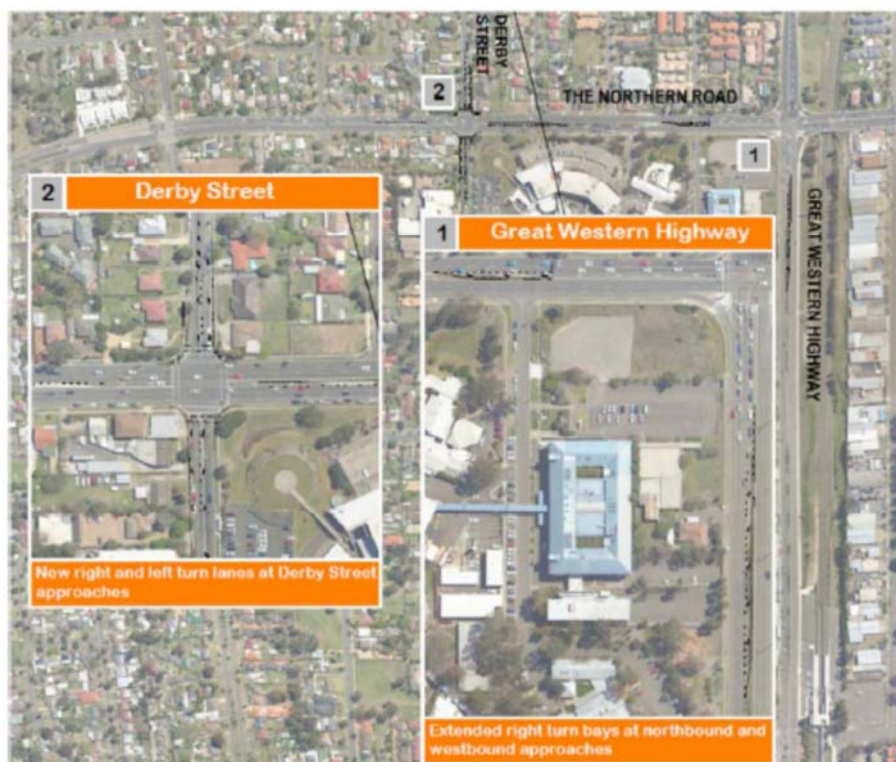 DERBY
STREET
2
THE NORTHERN ROAD
1
GREAT WESTERN HIGHWAY
2 Derby Street
New right and left turn lanes at Derby Street
approaches
1 Great Western Highway
Extended right turn bays at northbound and
westbound approaches